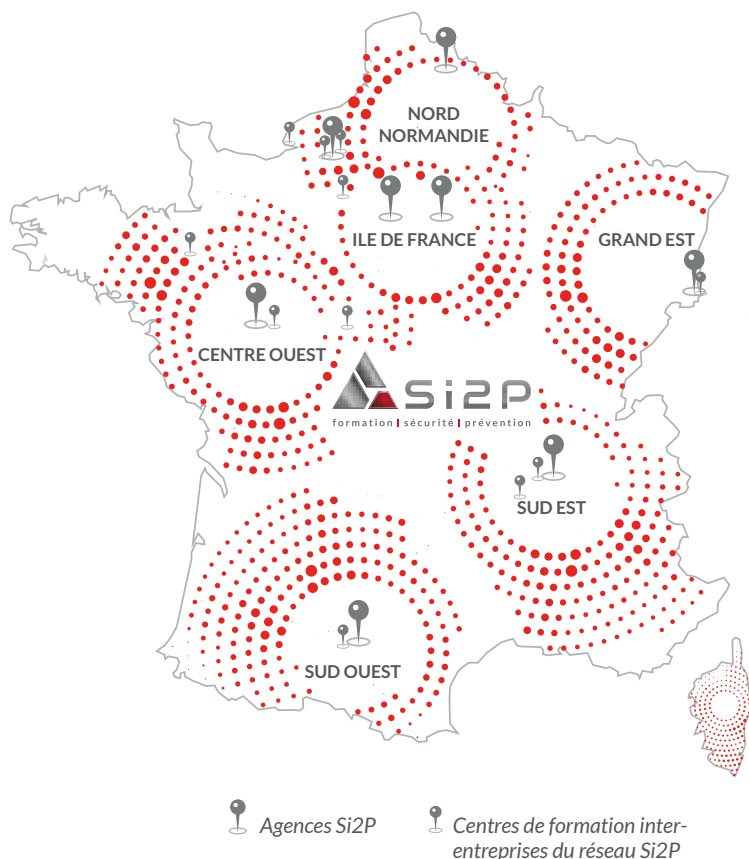 NORD
NORMANDIE
ILE DE FRANCE
GRAND EST
CENTRE OUEST
Si2P
formation | sécurité | prévention
SUD EST
SUD OUEST
Agences Si2P
Centres de formation inter-
entreprises du réseau Si2P